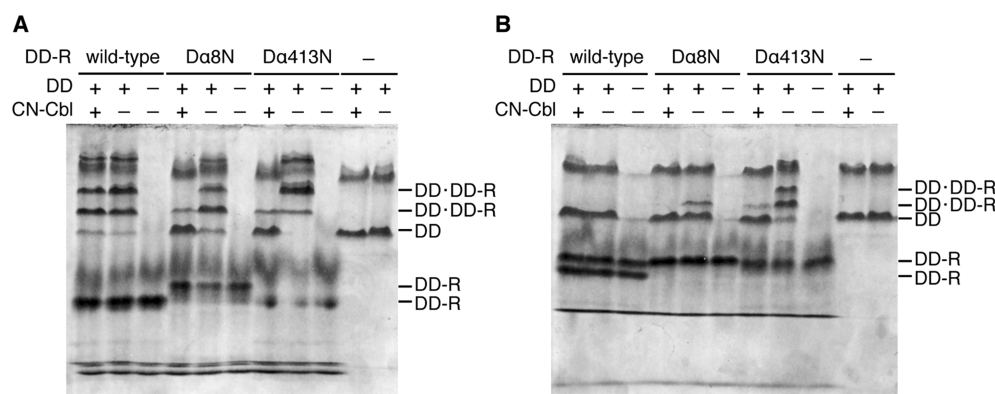 A
DD-R wild-type Dα8N Dα413N –
DD + + – + + – + + – + +
CN-Cbl + – – + – – + – – + –
DD·DD-R
DD·DD-R
DD
DD-R
DD-R
B
DD-R wild-type Dα8N Dα413N –
DD + + – + + – + + – + +
CN-Cbl + – – + – – + – – + –
DD·DD-R
DD·DD-R
DD
DD-R
DD-R